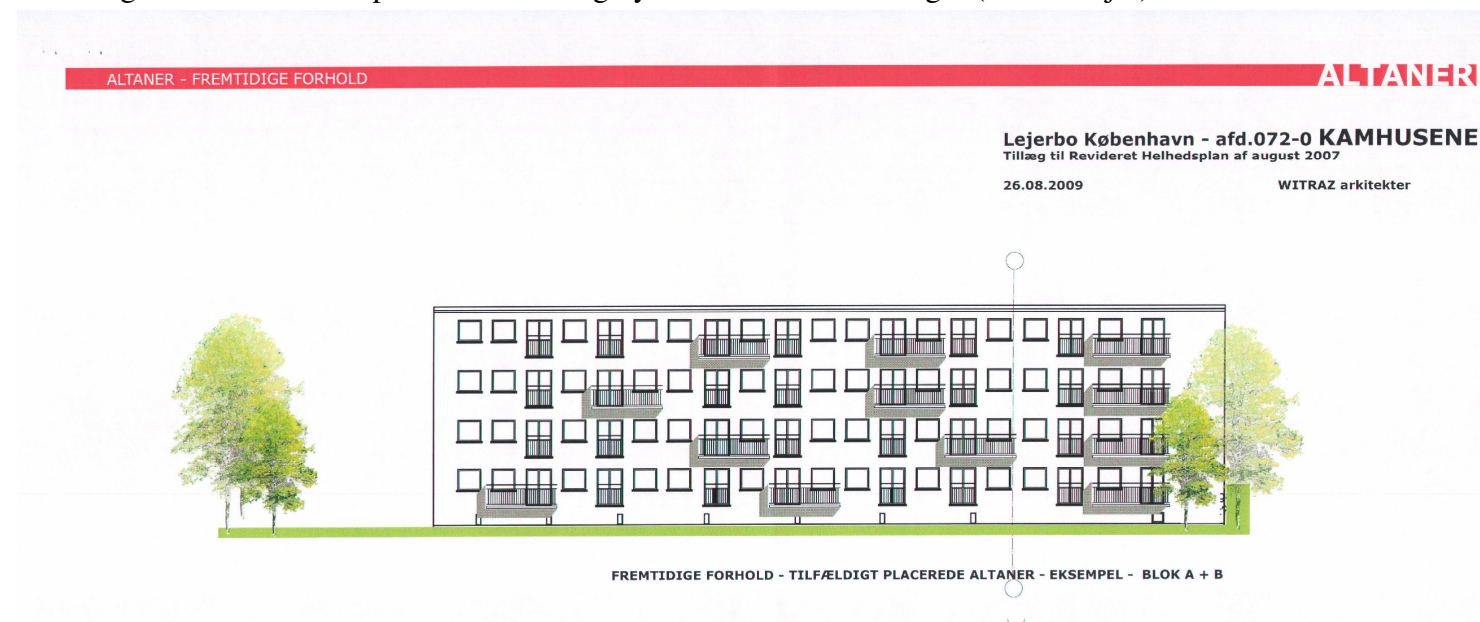 ALTANER - FREMTIDIGE FORHOLD
ALTANER
Lejerbo København - afd.072-0 KAMHUSENE
Tillæg til Revideret Helhedsplan af august 2007
26.08.2009 WITRAZ arkitekter
FREMTIDIGE FORHOLD - TILFÆLDIGT PLACEREDE ALTANER - EKSEMPEL - BLOK A + B